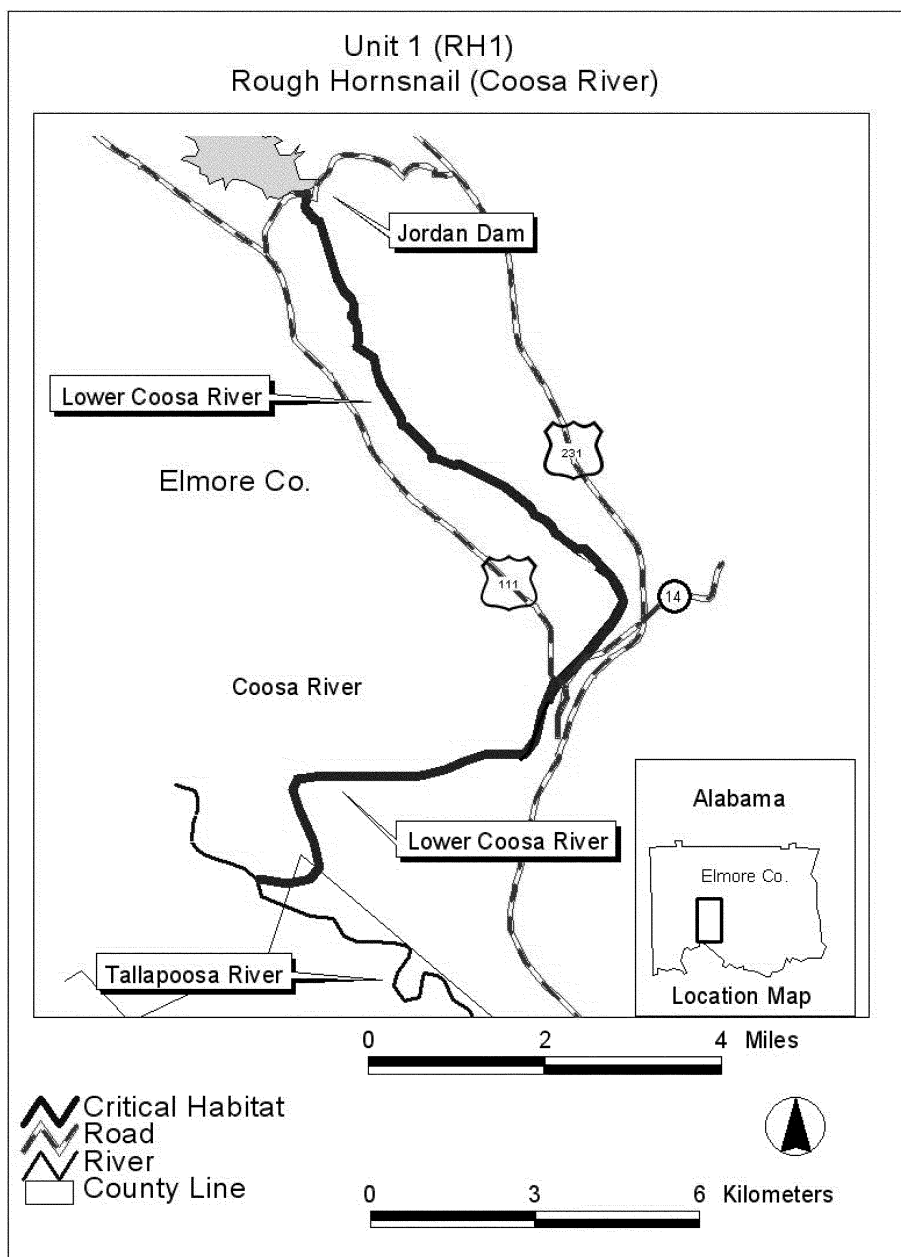 Unit 1 (RH1)
Rough Hornsnail (Coosa River)
Jordan Dam
Lower Coosa River
231
Elmore Co.
111
14
Coosa River
Alabama
Lower Coosa River
Elmore Co.
Tallapoosa River
Location Map
0 2 4 Miles
Critical Habitat
Road
River
County Line
0 3 6 Kilometers